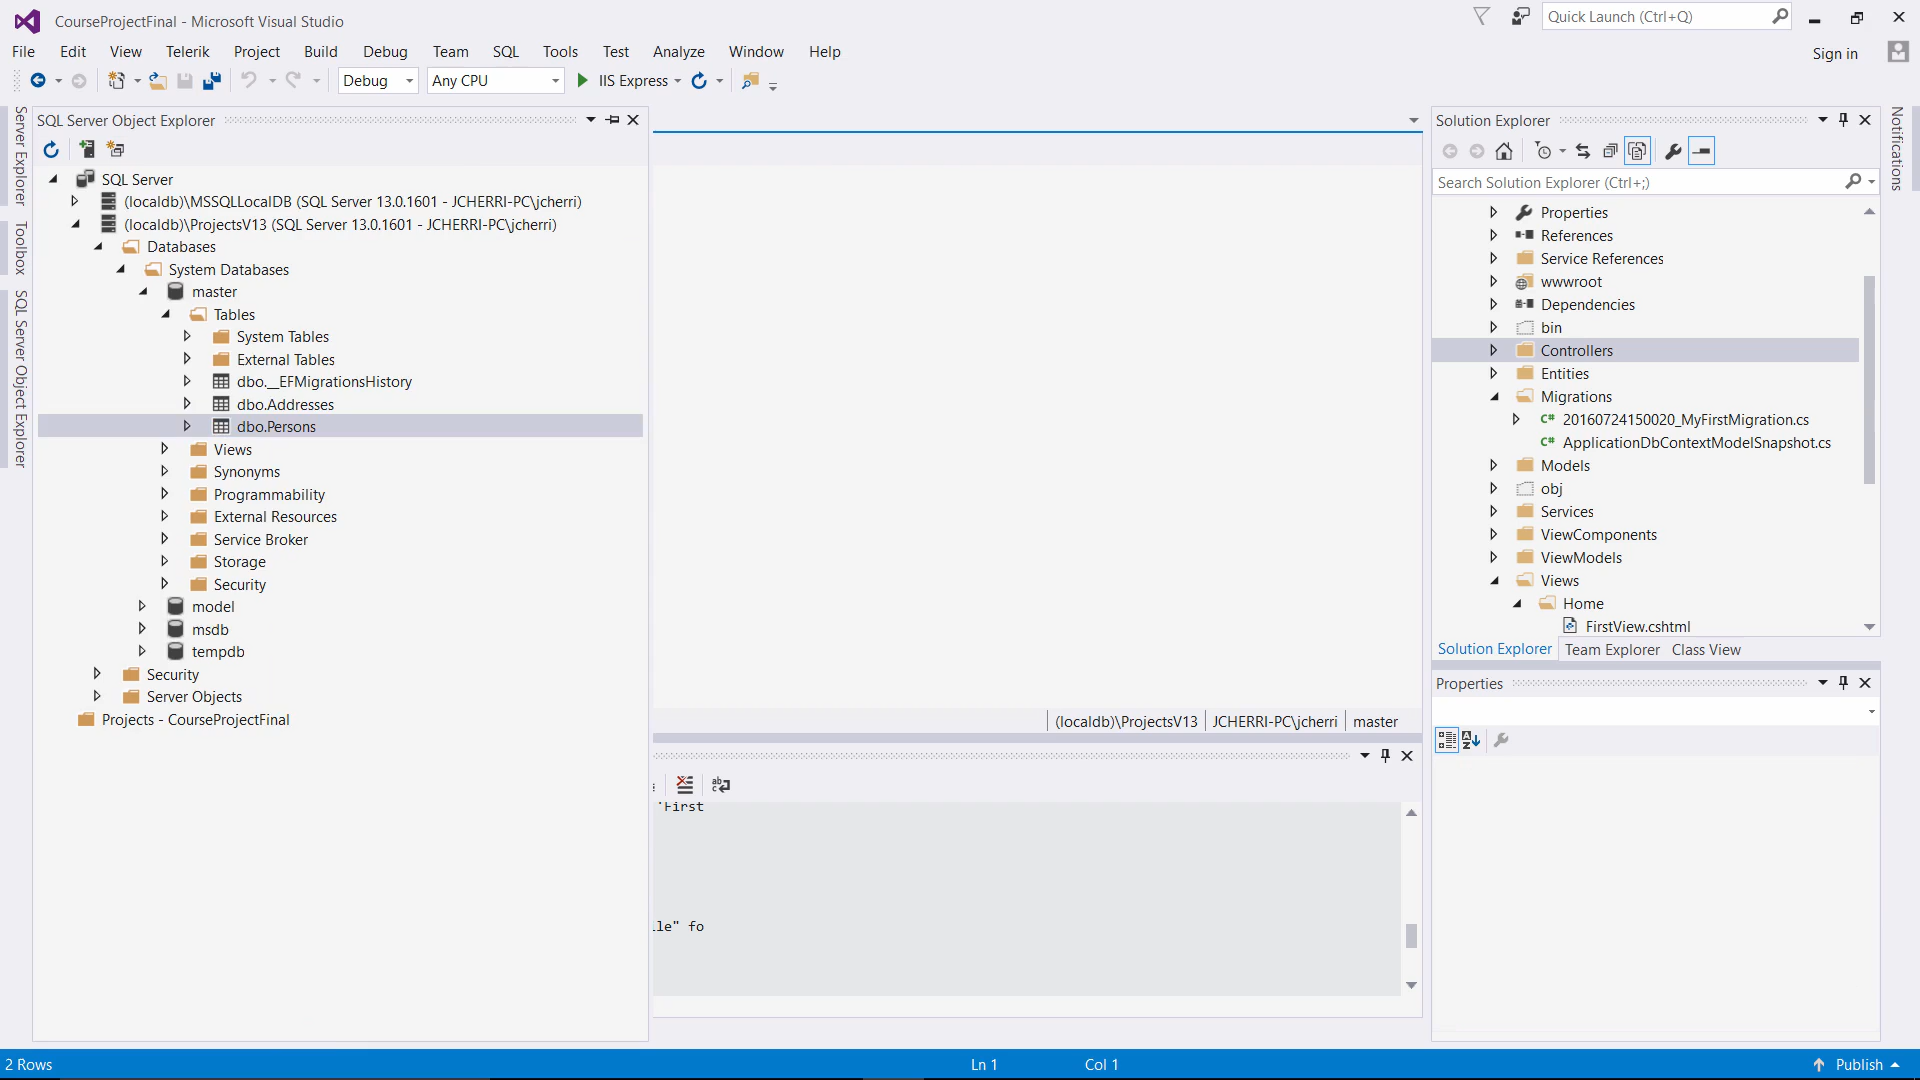 CourseProjectFinal - Microsoft Visual Studio
Quick Launch (Ctrl+Q)
File Edit View Telerik Project Build Debug Team SQL Tools Test Analyze Window Help
Sign in
Debug Any CPU IIS Express
Server Explorer
Toolbox
SQL Server Object Explorer
SQL Server Object Explorer
SQL Server
(localdb)\MSSQLLocalDB (SQL Server 13.0.1601 - JCHERRI-PC\jcherri)
(localdb)\ProjectsV13 (SQL Server 13.0.1601 - JCHERRI-PC\jcherri)
Databases
System Databases
master
Tables
System Tables
External Tables
dbo.__EFMigrationsHistory
dbo.Addresses
dbo.Persons
Views
Synonyms
Programmability
External Resources
Service Broker
Storage
Security
model
msdb
tempdb
Security
Server Objects
Projects - CourseProjectFinal
(localdb)\ProjectsV13 JCHERRI-PC\jcherri master
'First
le" fo
Solution Explorer
Search Solution Explorer (Ctrl+;)
Properties
References
Service References
wwwroot
Dependencies
bin
Controllers
Entities
Migrations
C# 20160724150020_MyFirstMigration.cs
C# ApplicationDbContextModelSnapshot.cs
Models
obj
Services
ViewComponents
ViewModels
Views
Home
FirstView.cshtml
Solution Explorer Team Explorer Class View
Properties
Notifications
2 Rows Ln 1 Col 1 Publish